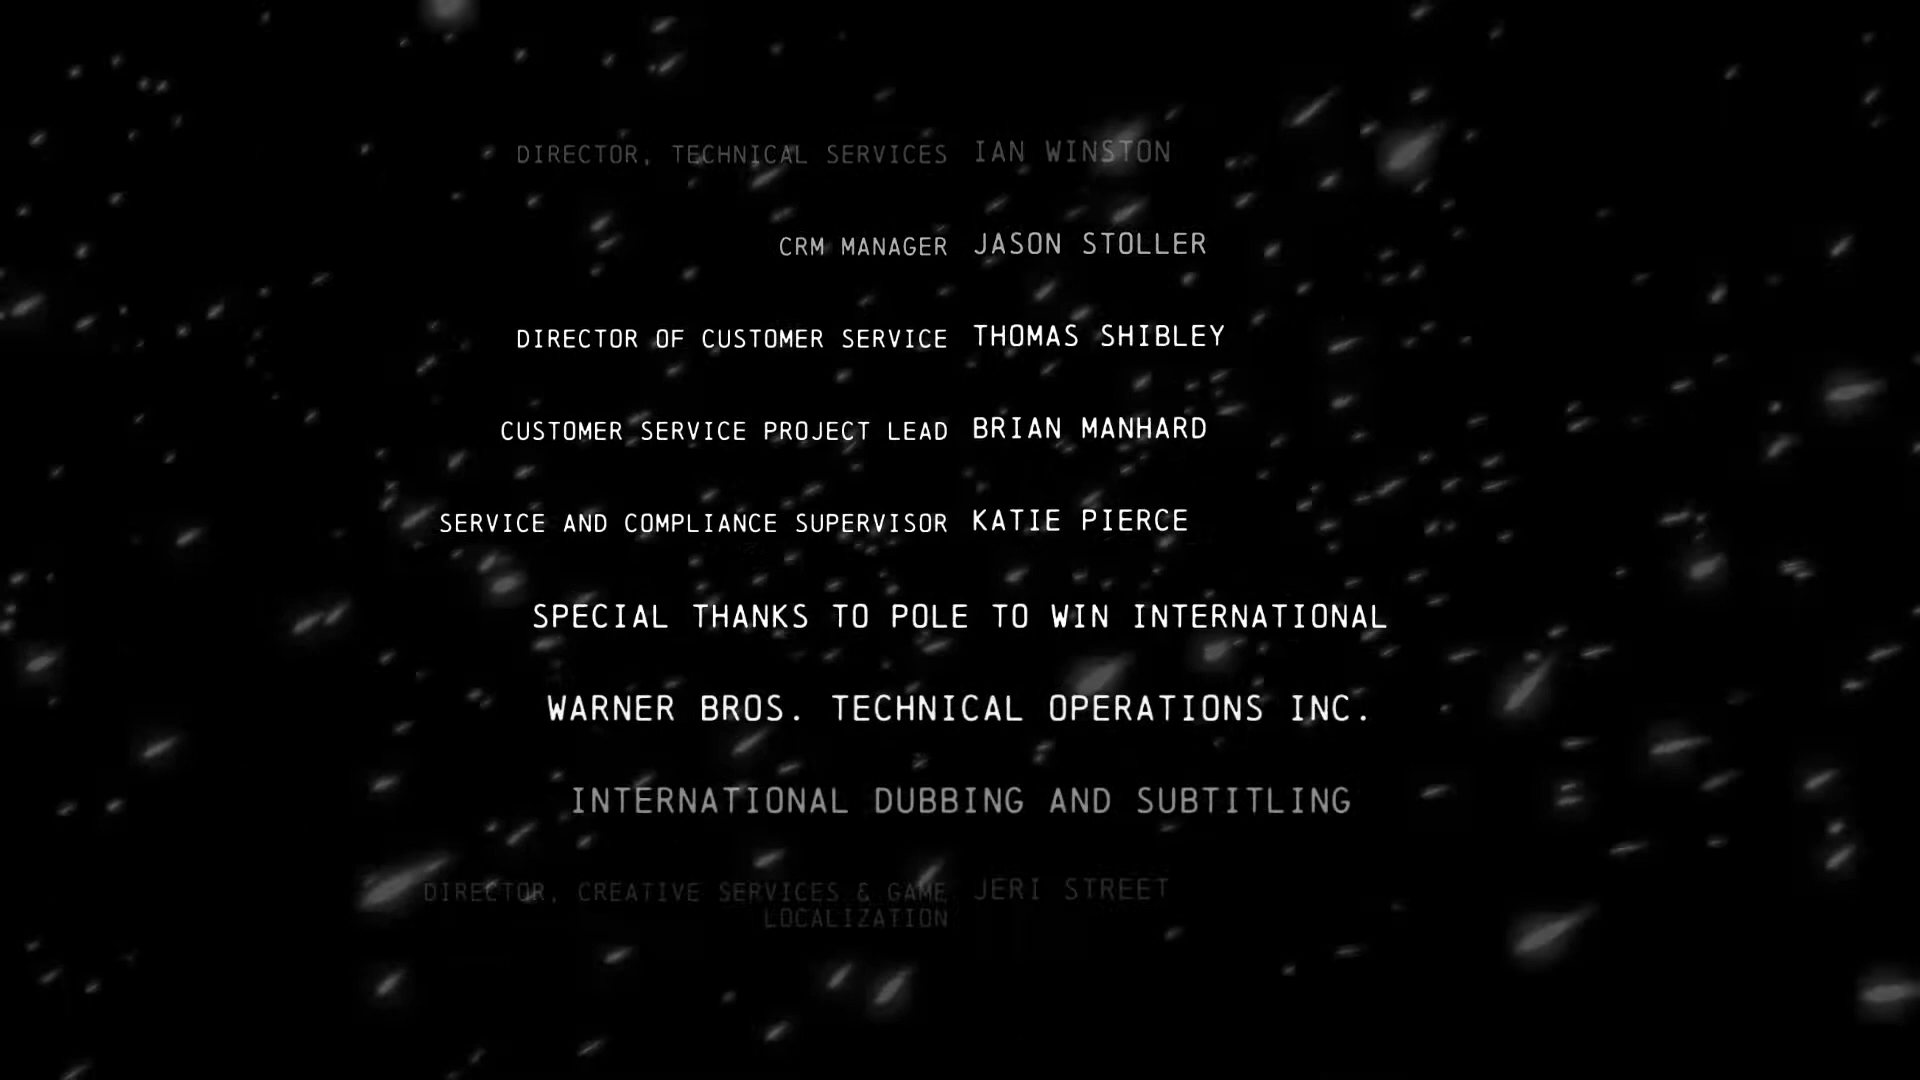 DIRECTOR, TECHNICAL SERVICES IAN WINSTON
CRM MANAGER JASON STOLLER
DIRECTOR OF CUSTOMER SERVICE THOMAS SHIBLEY
CUSTOMER SERVICE PROJECT LEAD BRIAN MANHARD
SERVICE AND COMPLIANCE SUPERVISOR KATIE PIERCE
SPECIAL THANKS TO POLE TO WIN INTERNATIONAL
WARNER BROS. TECHNICAL OPERATIONS INC.
INTERNATIONAL DUBBING AND SUBTITLING
DIRECTOR, CREATIVE SERVICES & GAME JERI STREET
LOCALIZATION